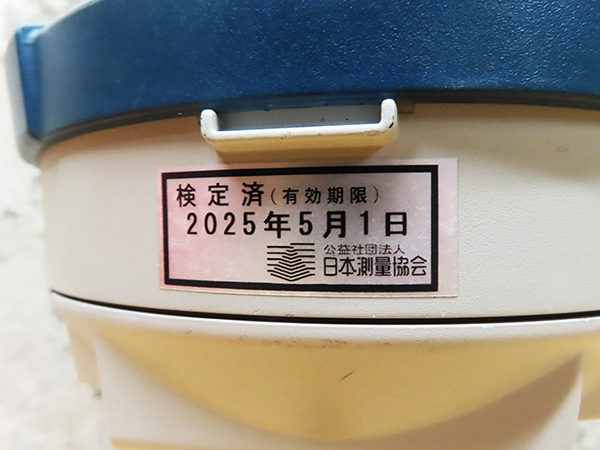 検定済(有効期限)
2025年5月1日
公益社団法人
日本測量協会